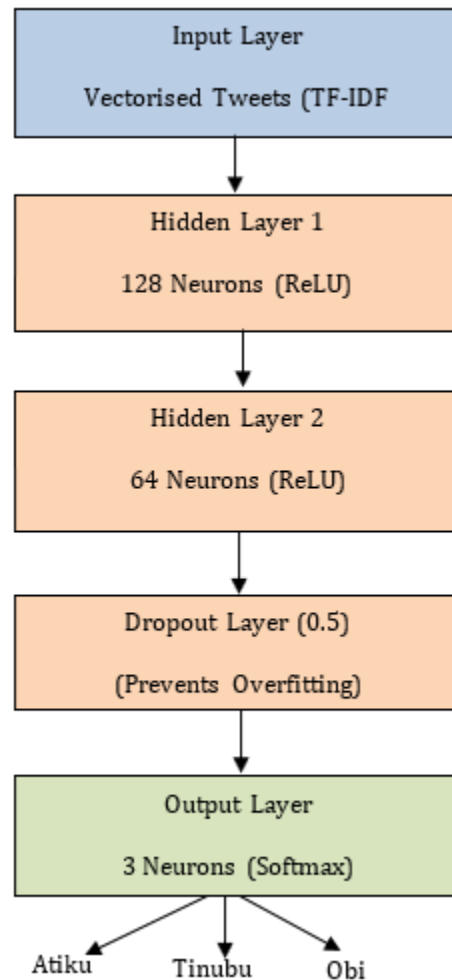 Input Layer
Vectorised Tweets (TF-IDF
Hidden Layer 1
128 Neurons (ReLU)
Hidden Layer 2
64 Neurons (ReLU)
Dropout Layer (0.5)
(Prevents Overfitting)
Output Layer
3 Neurons (Softmax)
Atiku Tinubu Obi